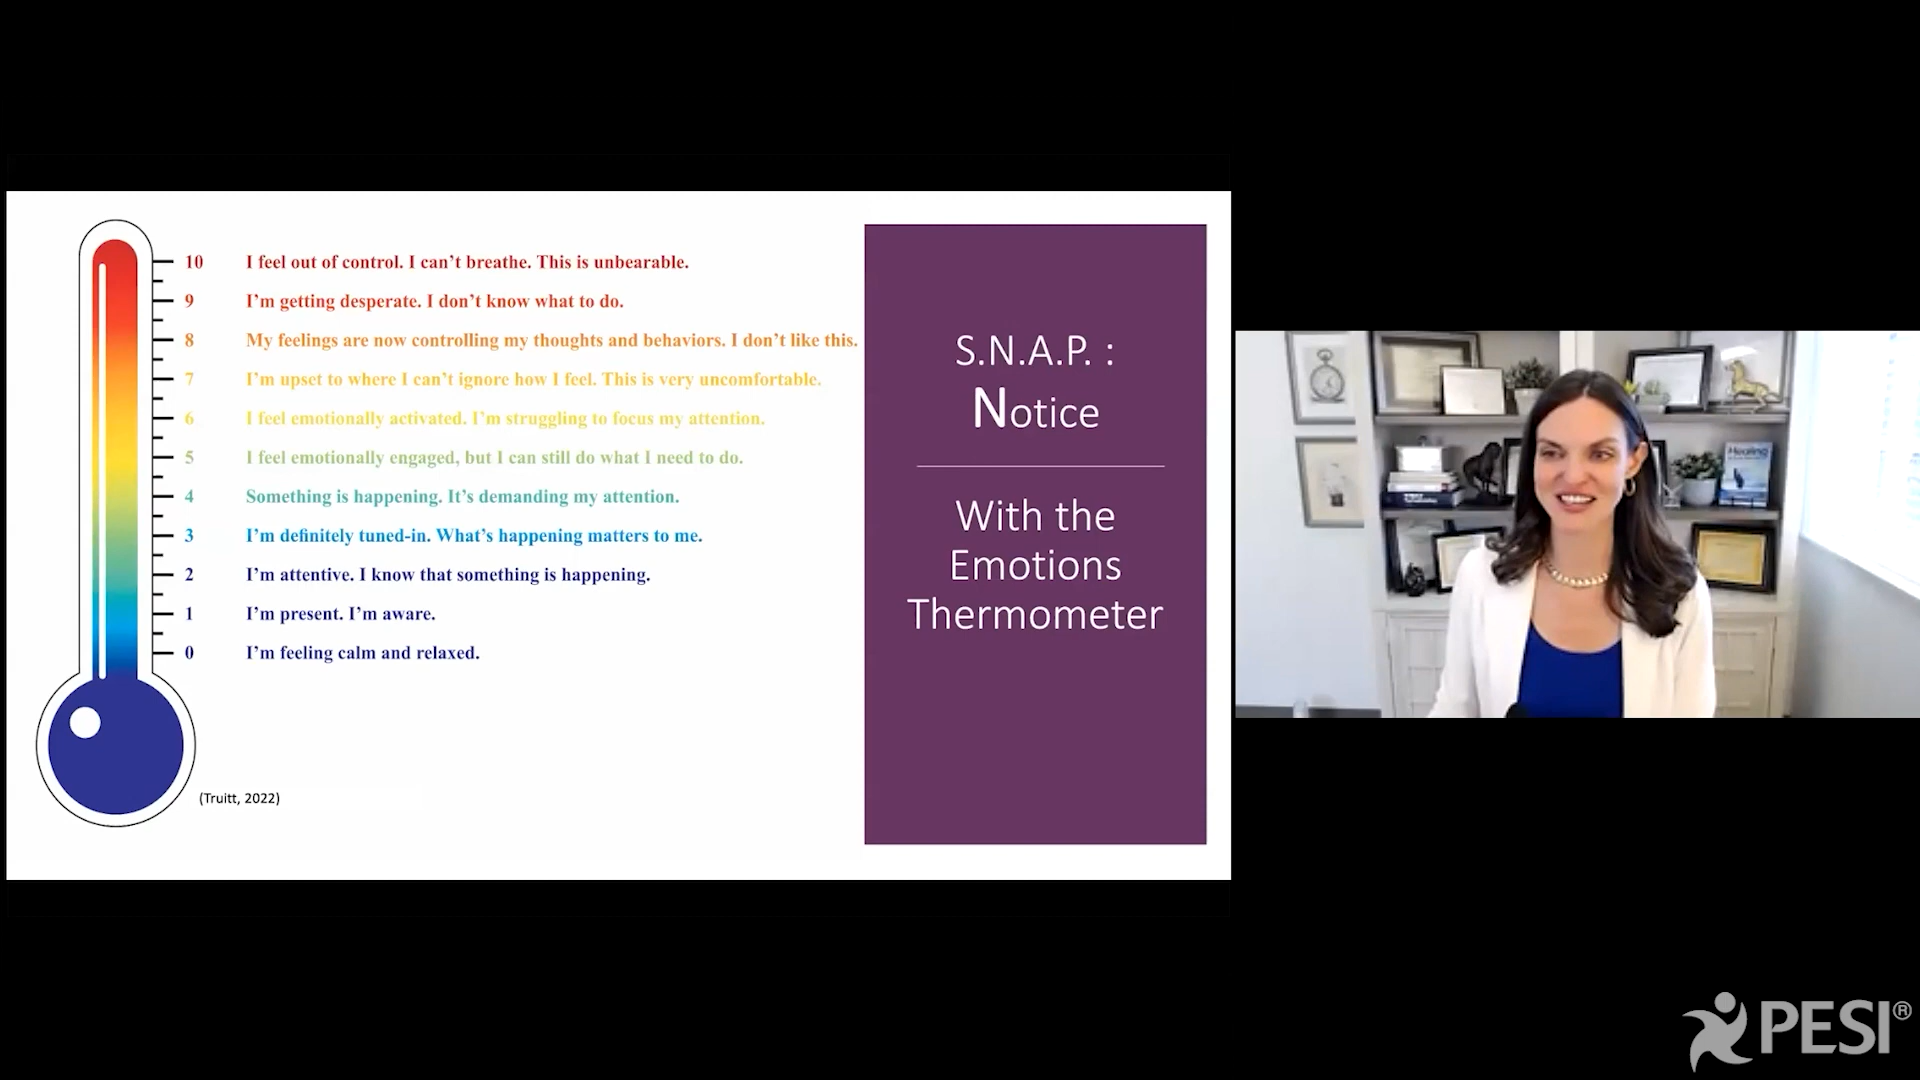 10 I feel out of control. I can't breathe. This is unbearable.
9 I'm getting desperate. I don't know what to do.
8 My feelings are now controlling my thoughts and behaviors. I don't like this.
7 I'm upset to where I can't ignore how I feel. This is very uncomfortable.
6 I feel emotionally activated. I'm struggling to focus my attention.
5 I feel emotionally engaged, but I can still do what I need to do.
4 Something is happening. It's demanding my attention.
3 I'm definitely tuned-in. What's happening matters to me.
2 I'm attentive. I know that something is happening.
1 I'm present. I'm aware.
0 I'm feeling calm and relaxed.
(Truitt, 2022)
S.N.A.P. :
Notice
With the
Emotions
Thermometer
Healing
PESI®